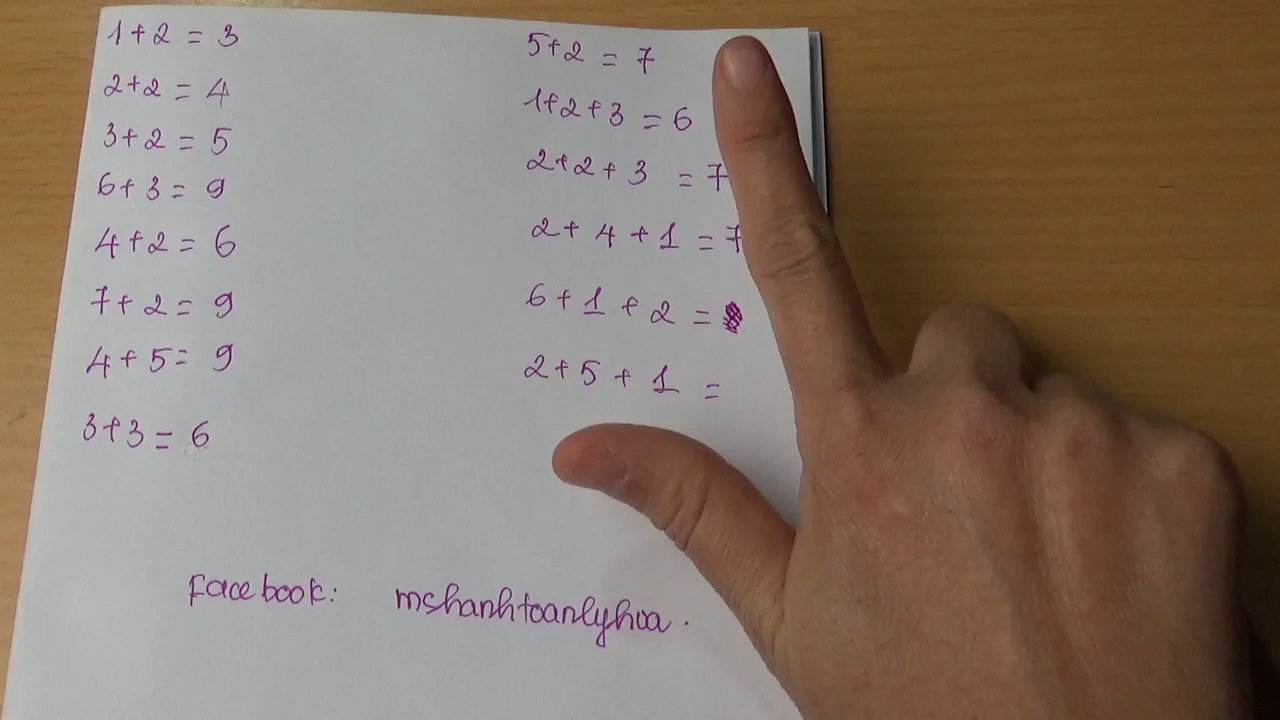 1+2 = 3
2+2 = 4
3+2 = 5
6+3 = 9
4+2 = 6
7+2 = 9
4+5 = 9
3+3 = 6
5+2 = 7
1+2+3 = 6
2+2+3 = 7
2+4+1 = 7
6+1+2 =
2+5+1 =
Facebook: mshanhtoanlyhoa.